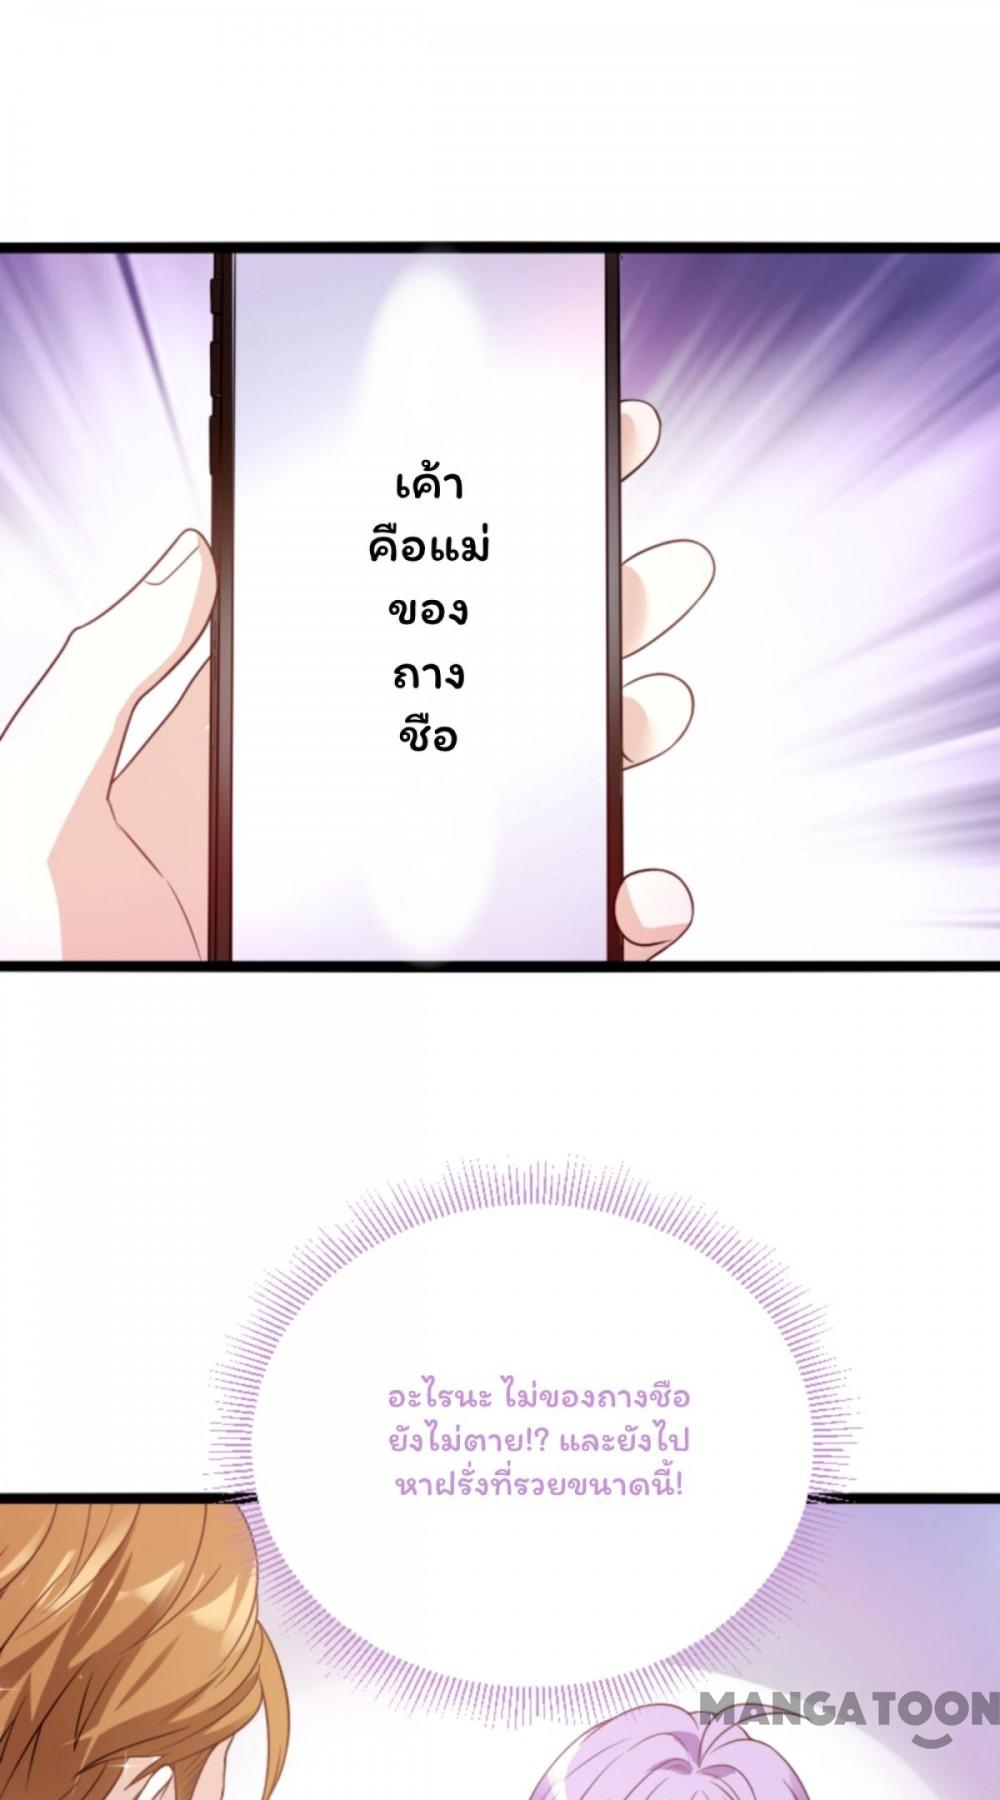 เค้า
คือแม่
ของ
ถาง
ชือ
อะไรนะ ไม่ของถางชือ
ยังไม่ตาย!? และยังไป
หาฝรั่งที่รวยขนาดนี้!
MANGATOON